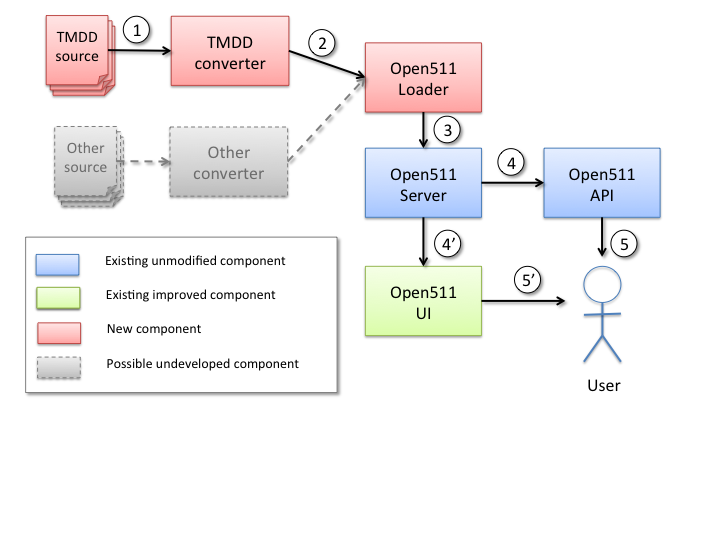 TMDD
source
1
TMDD
converter
2
Open511
Loader
3
Other
source
Other
converter
Open511
Server
4
Open511
API
4’
5
Open511
UI
5’
User
Existing unmodified component
Existing improved component
New component
Possible undeveloped component